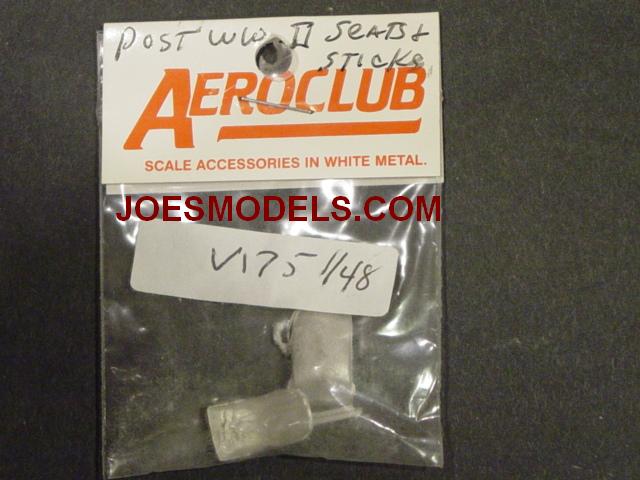 POST WW II SEATS &
STICKS
AEROCLUB
SCALE ACCESSORIES IN WHITE METAL.
JOESMODELS.COM
V175 1/48